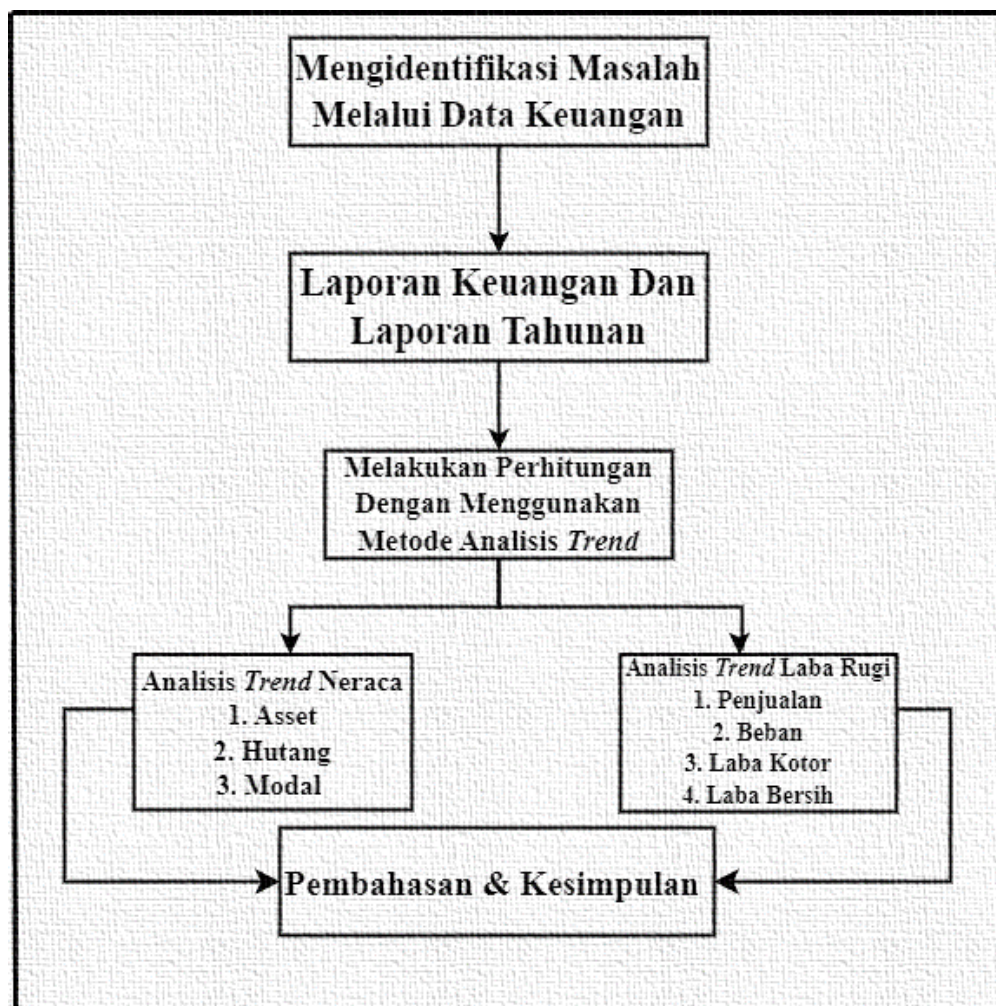 Mengidentifikasi Masalah
Melalui Data Keuangan
Laporan Keuangan Dan
Laporan Tahunan
Melakukan Perhitungan
Dengan Menggunakan
Metode Analisis Trend
Analisis Trend Neraca
1. Asset
2. Hutang
3. Modal
Analisis Trend Laba Rugi
1. Penjualan
2. Beban
3. Laba Kotor
4. Laba Bersih
Pembahasan & Kesimpulan